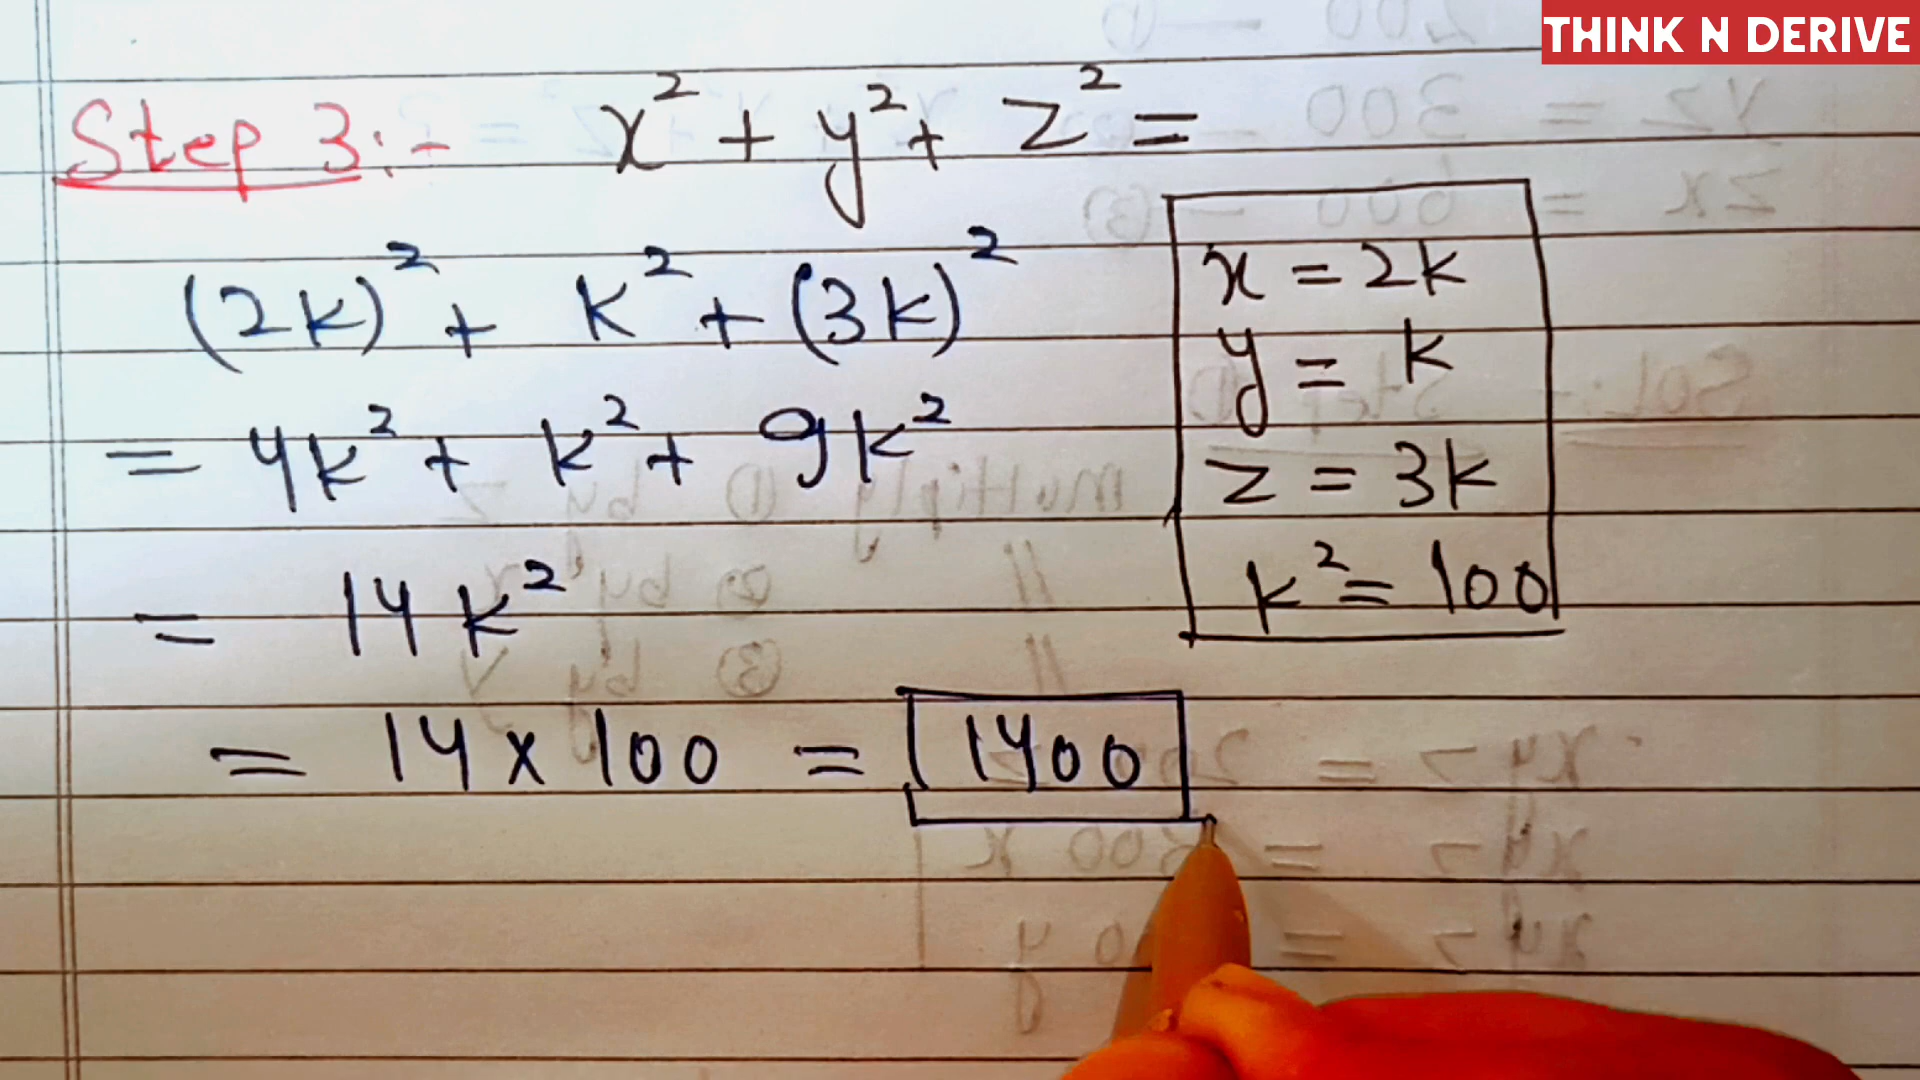 THINK N DERIVE
Step 3:- x² + y² + z² =
(2k)² + k² + (3k)²
= 4k² + k² + 9k²
= 14k²
= 14 x 100 = 1400
x = 2k
y = k
z = 3k
k² = 100